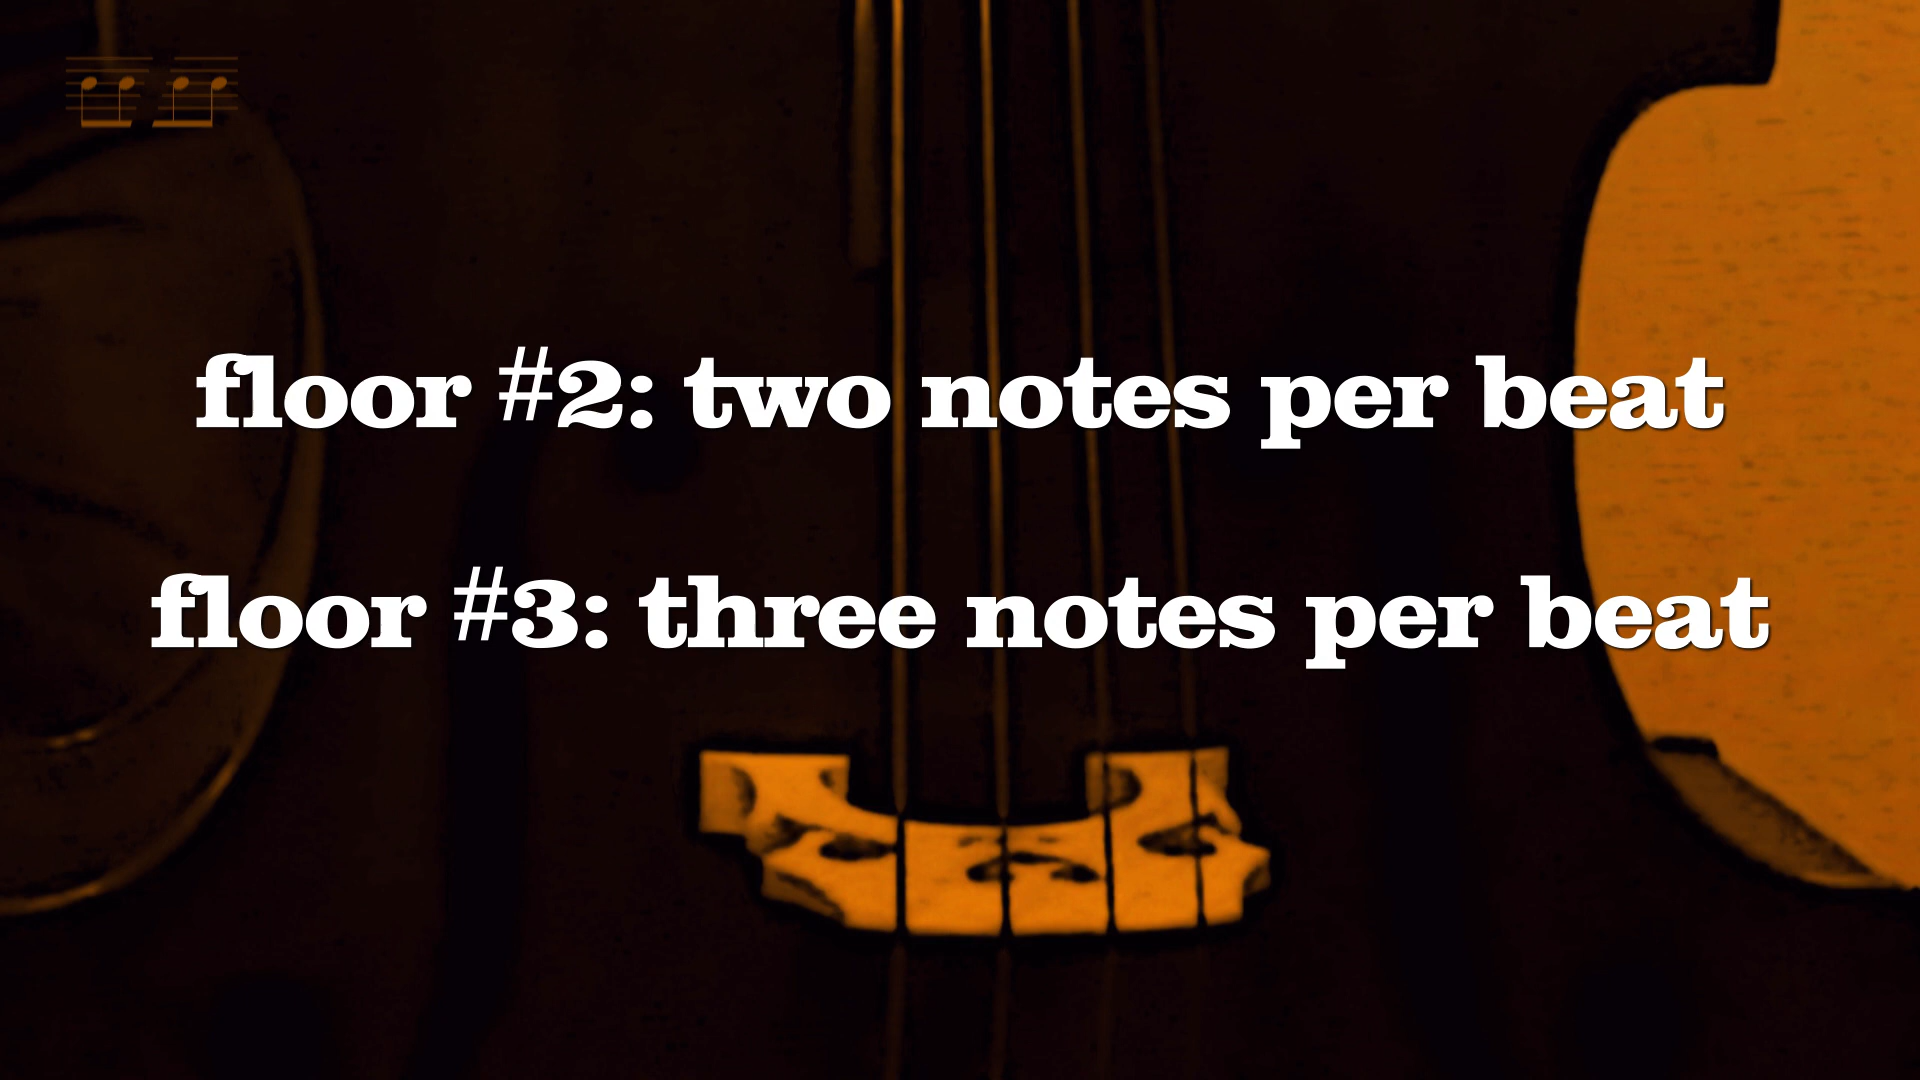 floor #2: two notes per beat
floor #3: three notes per beat